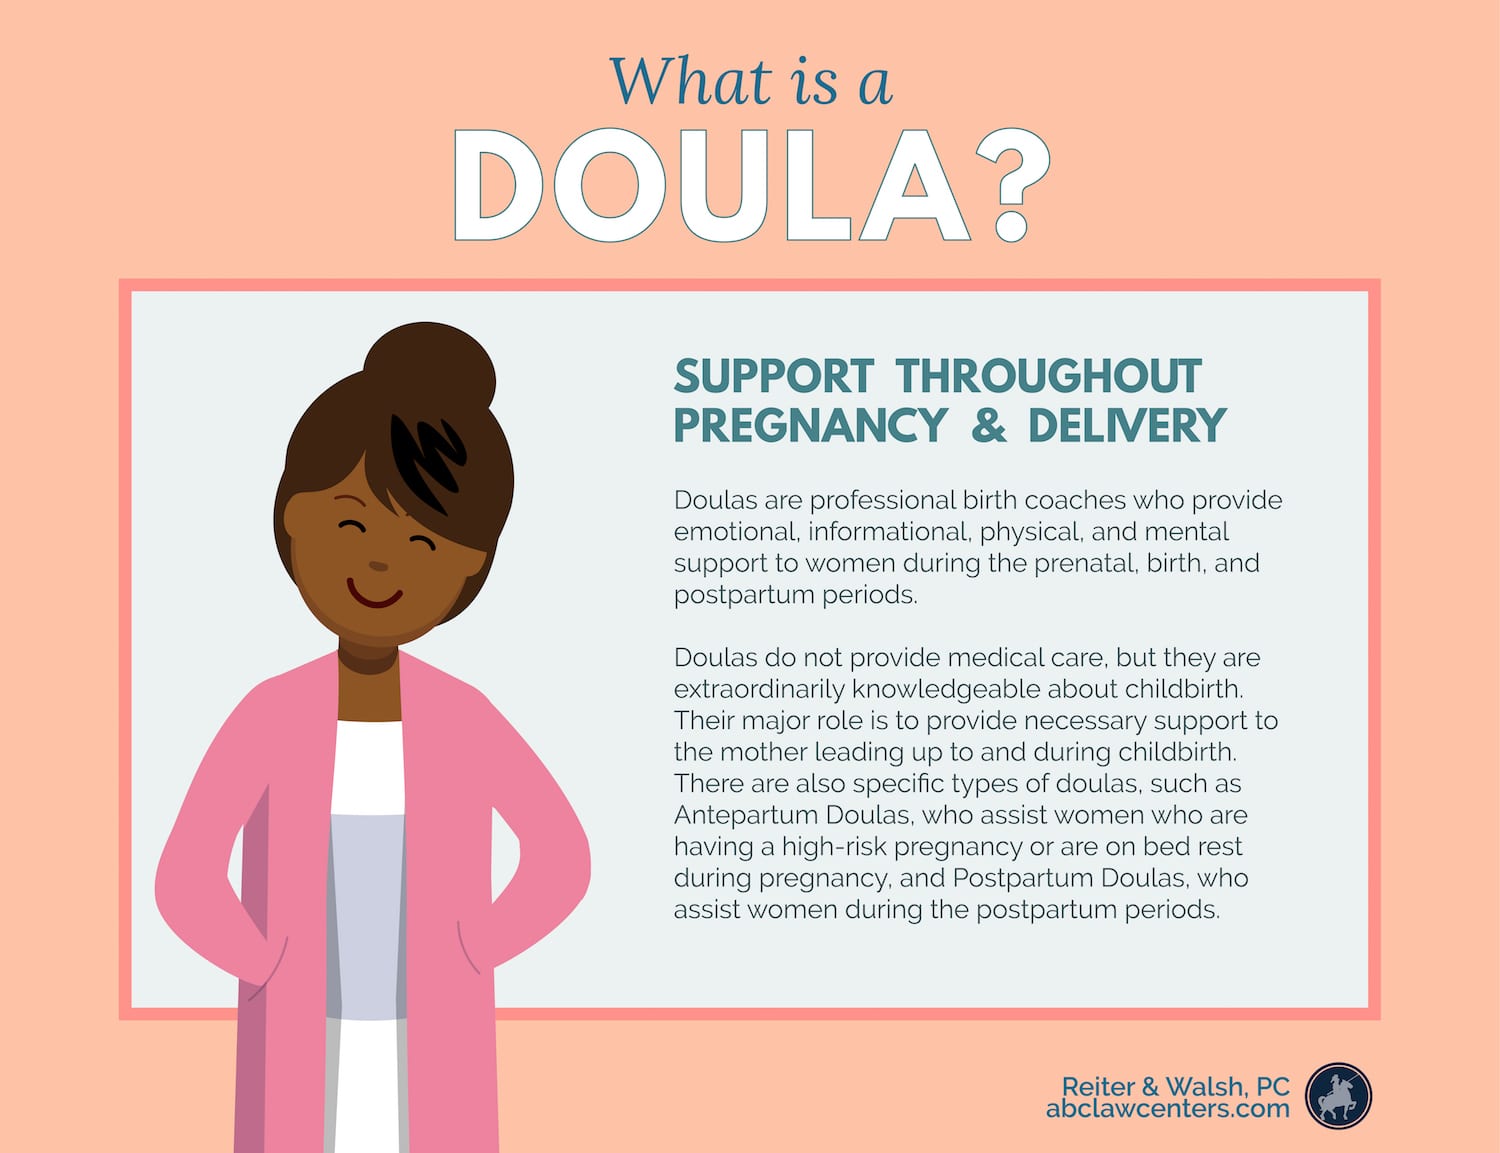 What is a
DOULA?
SUPPORT THROUGHOUT
PREGNANCY & DELIVERY
Doulas are professional birth coaches who provide
emotional, informational, physical, and mental
support to women during the prenatal, birth, and
postpartum periods.
Doulas do not provide medical care, but they are
extraordinarily knowledgeable about childbirth.
Their major role is to provide necessary support to
the mother leading up to and during childbirth.
There are also specific types of doulas, such as
Antepartum Doulas, who assist women who are
having a high-risk pregnancy or are on bed rest
during pregnancy, and Postpartum Doulas, who
assist women during the postpartum periods.
Reiter & Walsh, PC
abclawcenters.com